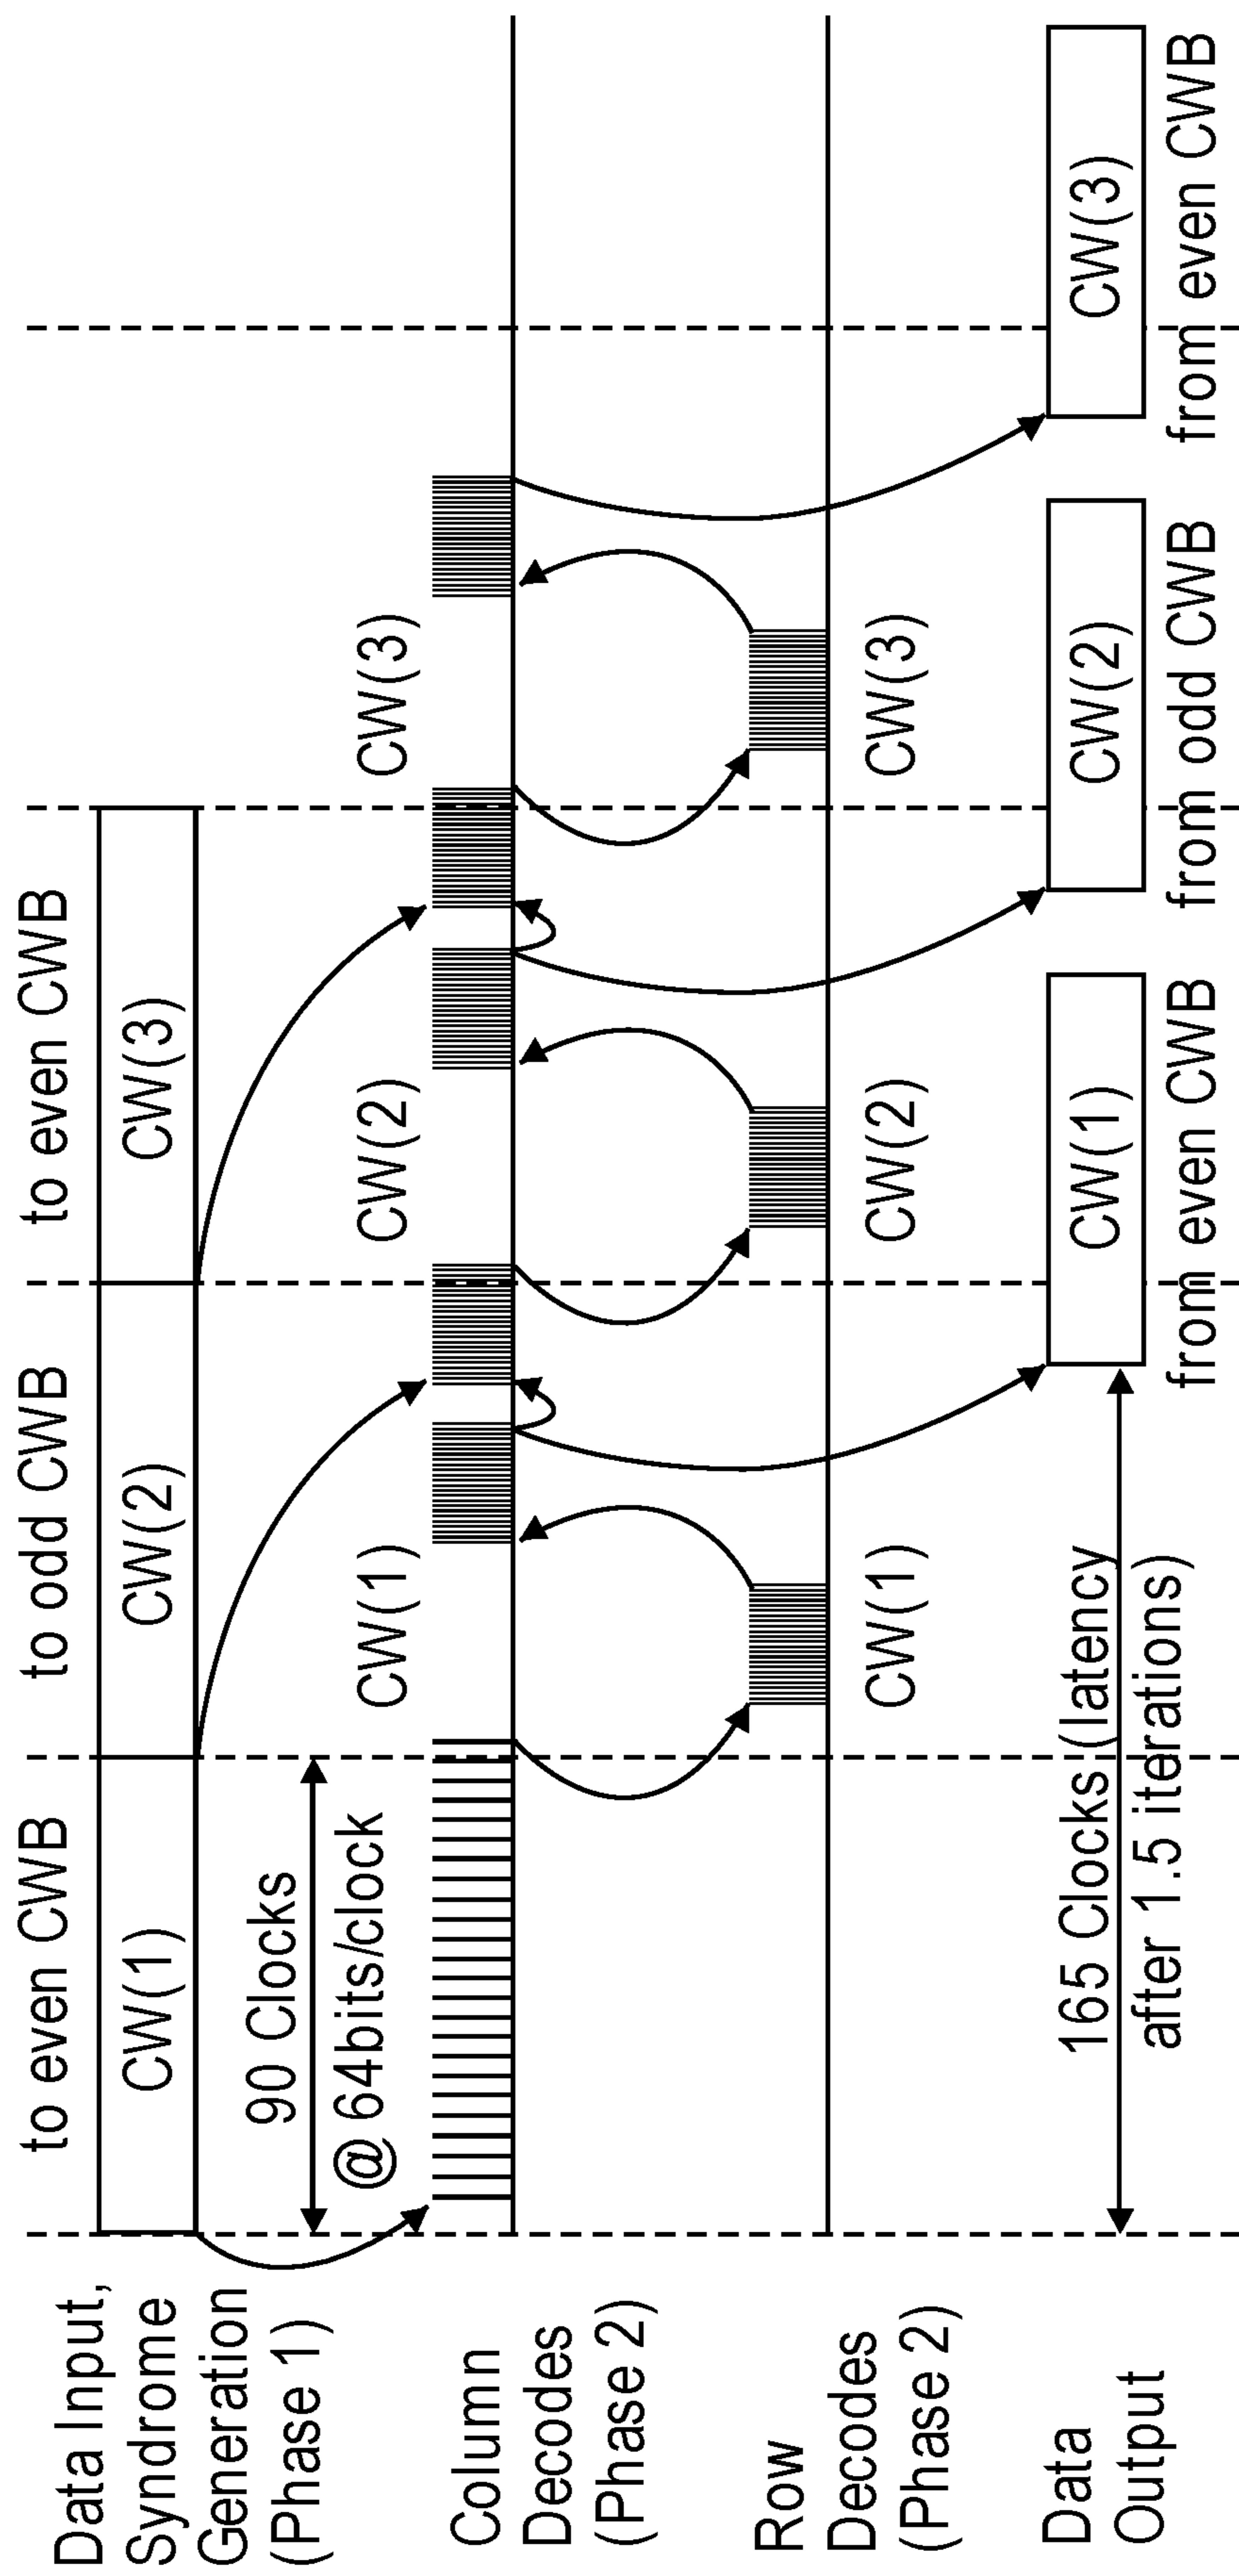 Data Input,
Syndrome
Generation
(Phase 1)
to even CWB
to odd CWB
to even CWB
CW(1)
CW(2)
CW(3)
90 Clocks
@ 64bits/clock
Column
Decodes
(Phase 2)
CW(1)
CW(2)
CW(3)
Row
Decodes
(Phase 2)
CW(1)
CW(2)
CW(3)
Data
Output
165 Clocks (latency
after 1.5 iterations)
CW(1)
CW(2)
CW(3)
from even CWB
from odd CWB
from even CWB